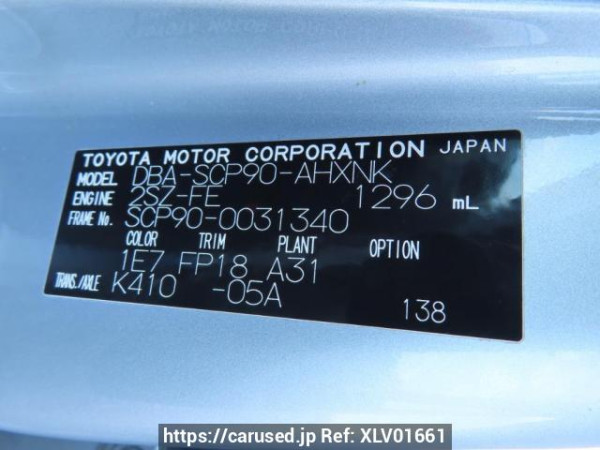 TOYOTA MOTOR CORPORATION JAPAN
MODEL DBA-SCP90-AHXNK
ENGINE 2SZ-FE 1296 mL
FRAME No. SCP90-0031340
COLOR TRIM PLANT OPTION
1E7 FP18 A31
TRANS./AXLE K410 -05A
138
https://carused.jp Ref: XLV01661